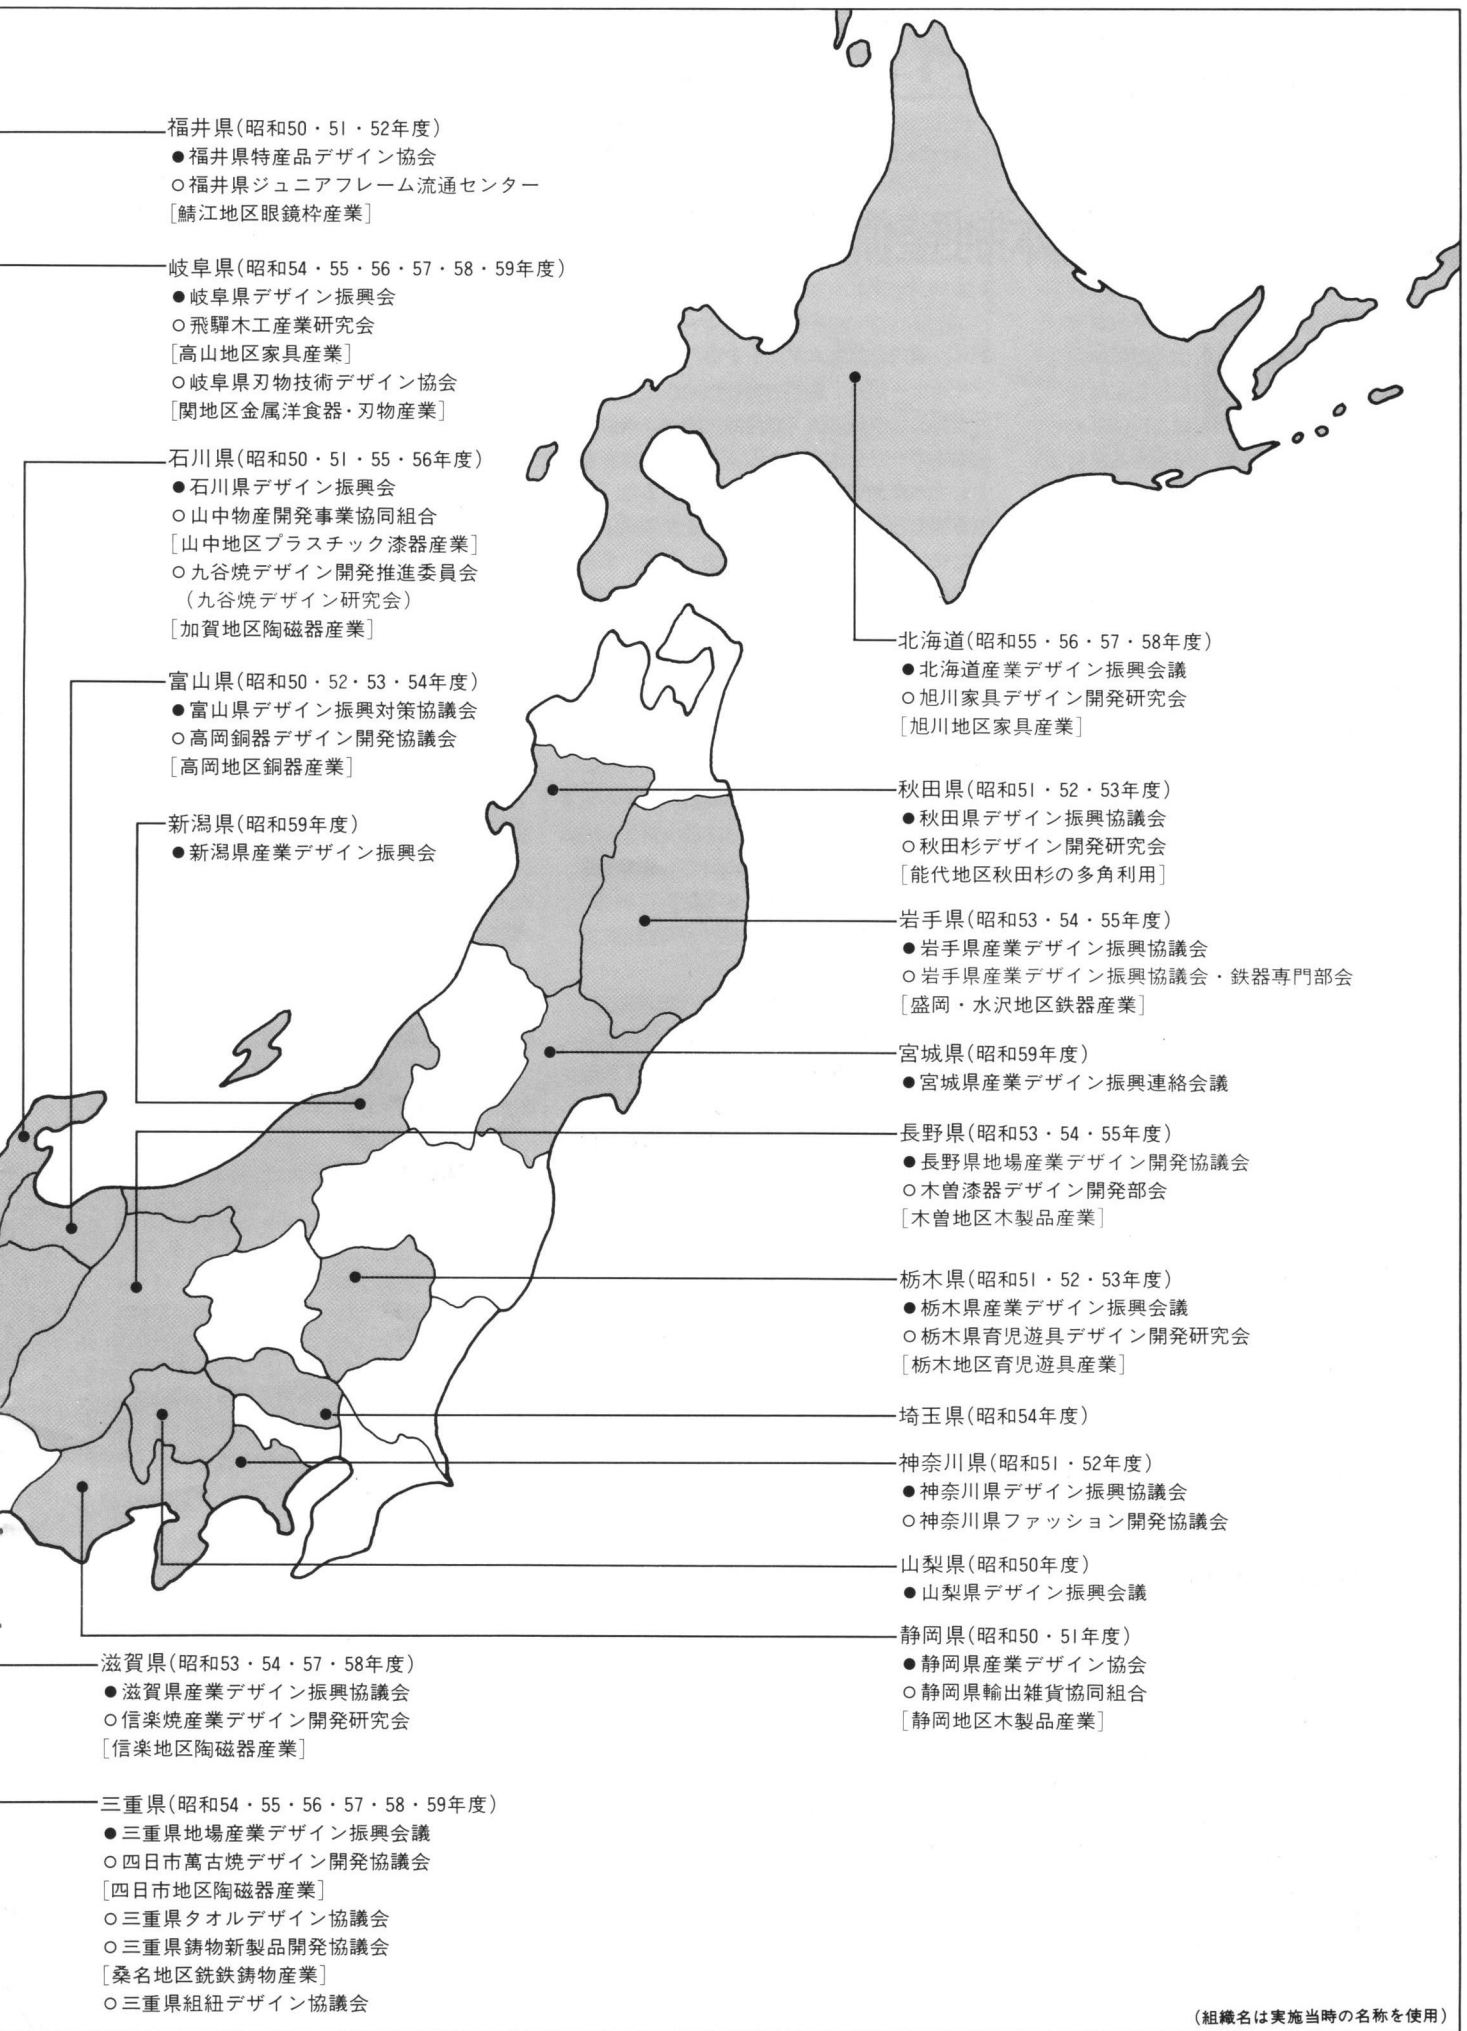 福井県(昭和50・51・52年度)
●福井県特産品デザイン協会
○福井県ジュニアフレーム流通センター
[鯖江地区眼鏡枠産業]
岐阜県(昭和54・55・56・57・58・59年度)
●岐阜県デザイン振興会
○飛驒木工産業研究会
[高山地区家具産業]
○岐阜県刃物技術デザイン協会
[関地区金属洋食器・刃物産業]
石川県(昭和50・51・55・56年度)
●石川県デザイン振興会
○山中物産開発事業協同組合
[山中地区プラスチック漆器産業]
○九谷焼デザイン開発推進委員会
(九谷焼デザイン研究会)
[加賀地区陶磁器産業]
富山県(昭和50・52・53・54年度)
●富山県デザイン振興対策協議会
○高岡銅器デザイン開発協議会
[高岡地区銅器産業]
新潟県(昭和59年度)
●新潟県産業デザイン振興会
北海道(昭和55・56・57・58年度)
●北海道産業デザイン振興会議
○旭川家具デザイン開発研究会
[旭川地区家具産業]
秋田県(昭和51・52・53年度)
●秋田県デザイン振興協議会
○秋田杉デザイン開発研究会
[能代地区秋田杉の多角利用]
岩手県(昭和53・54・55年度)
●岩手県産業デザイン振興協議会
○岩手県産業デザイン振興協議会・鉄器専門部会
[盛岡・水沢地区鉄器産業]
宮城県(昭和59年度)
●宮城県産業デザイン振興連絡会議
長野県(昭和53・54・55年度)
●長野県地場産業デザイン開発協議会
○木曽漆器デザイン開発部会
[木曽地区木製品産業]
栃木県(昭和51・52・53年度)
●栃木県産業デザイン振興会議
○栃木県育児遊具デザイン開発研究会
[栃木地区育児遊具産業]
埼玉県(昭和54年度)
神奈川県(昭和51・52年度)
●神奈川県デザイン振興協議会
○神奈川県ファッション開発協議会
山梨県(昭和50年度)
●山梨県デザイン振興会議
静岡県(昭和50・51年度)
●静岡県産業デザイン協会
○静岡県輸出雑貨協同組合
[静岡地区木製品産業]
滋賀県(昭和53・54・57・58年度)
●滋賀県産業デザイン振興協議会
○信楽焼産業デザイン開発研究会
[信楽地区陶磁器産業]
三重県(昭和54・55・56・57・58・59年度)
●三重県地場産業デザイン振興会議
○四日市萬古焼デザイン開発協議会
[四日市地区陶磁器産業]
○三重県タオルデザイン協議会
○三重県鋳物新製品開発協議会
[桑名地区銑鉄鋳物産業]
○三重県組紐デザイン協議会
(組織名は実施当時の名称を使用)